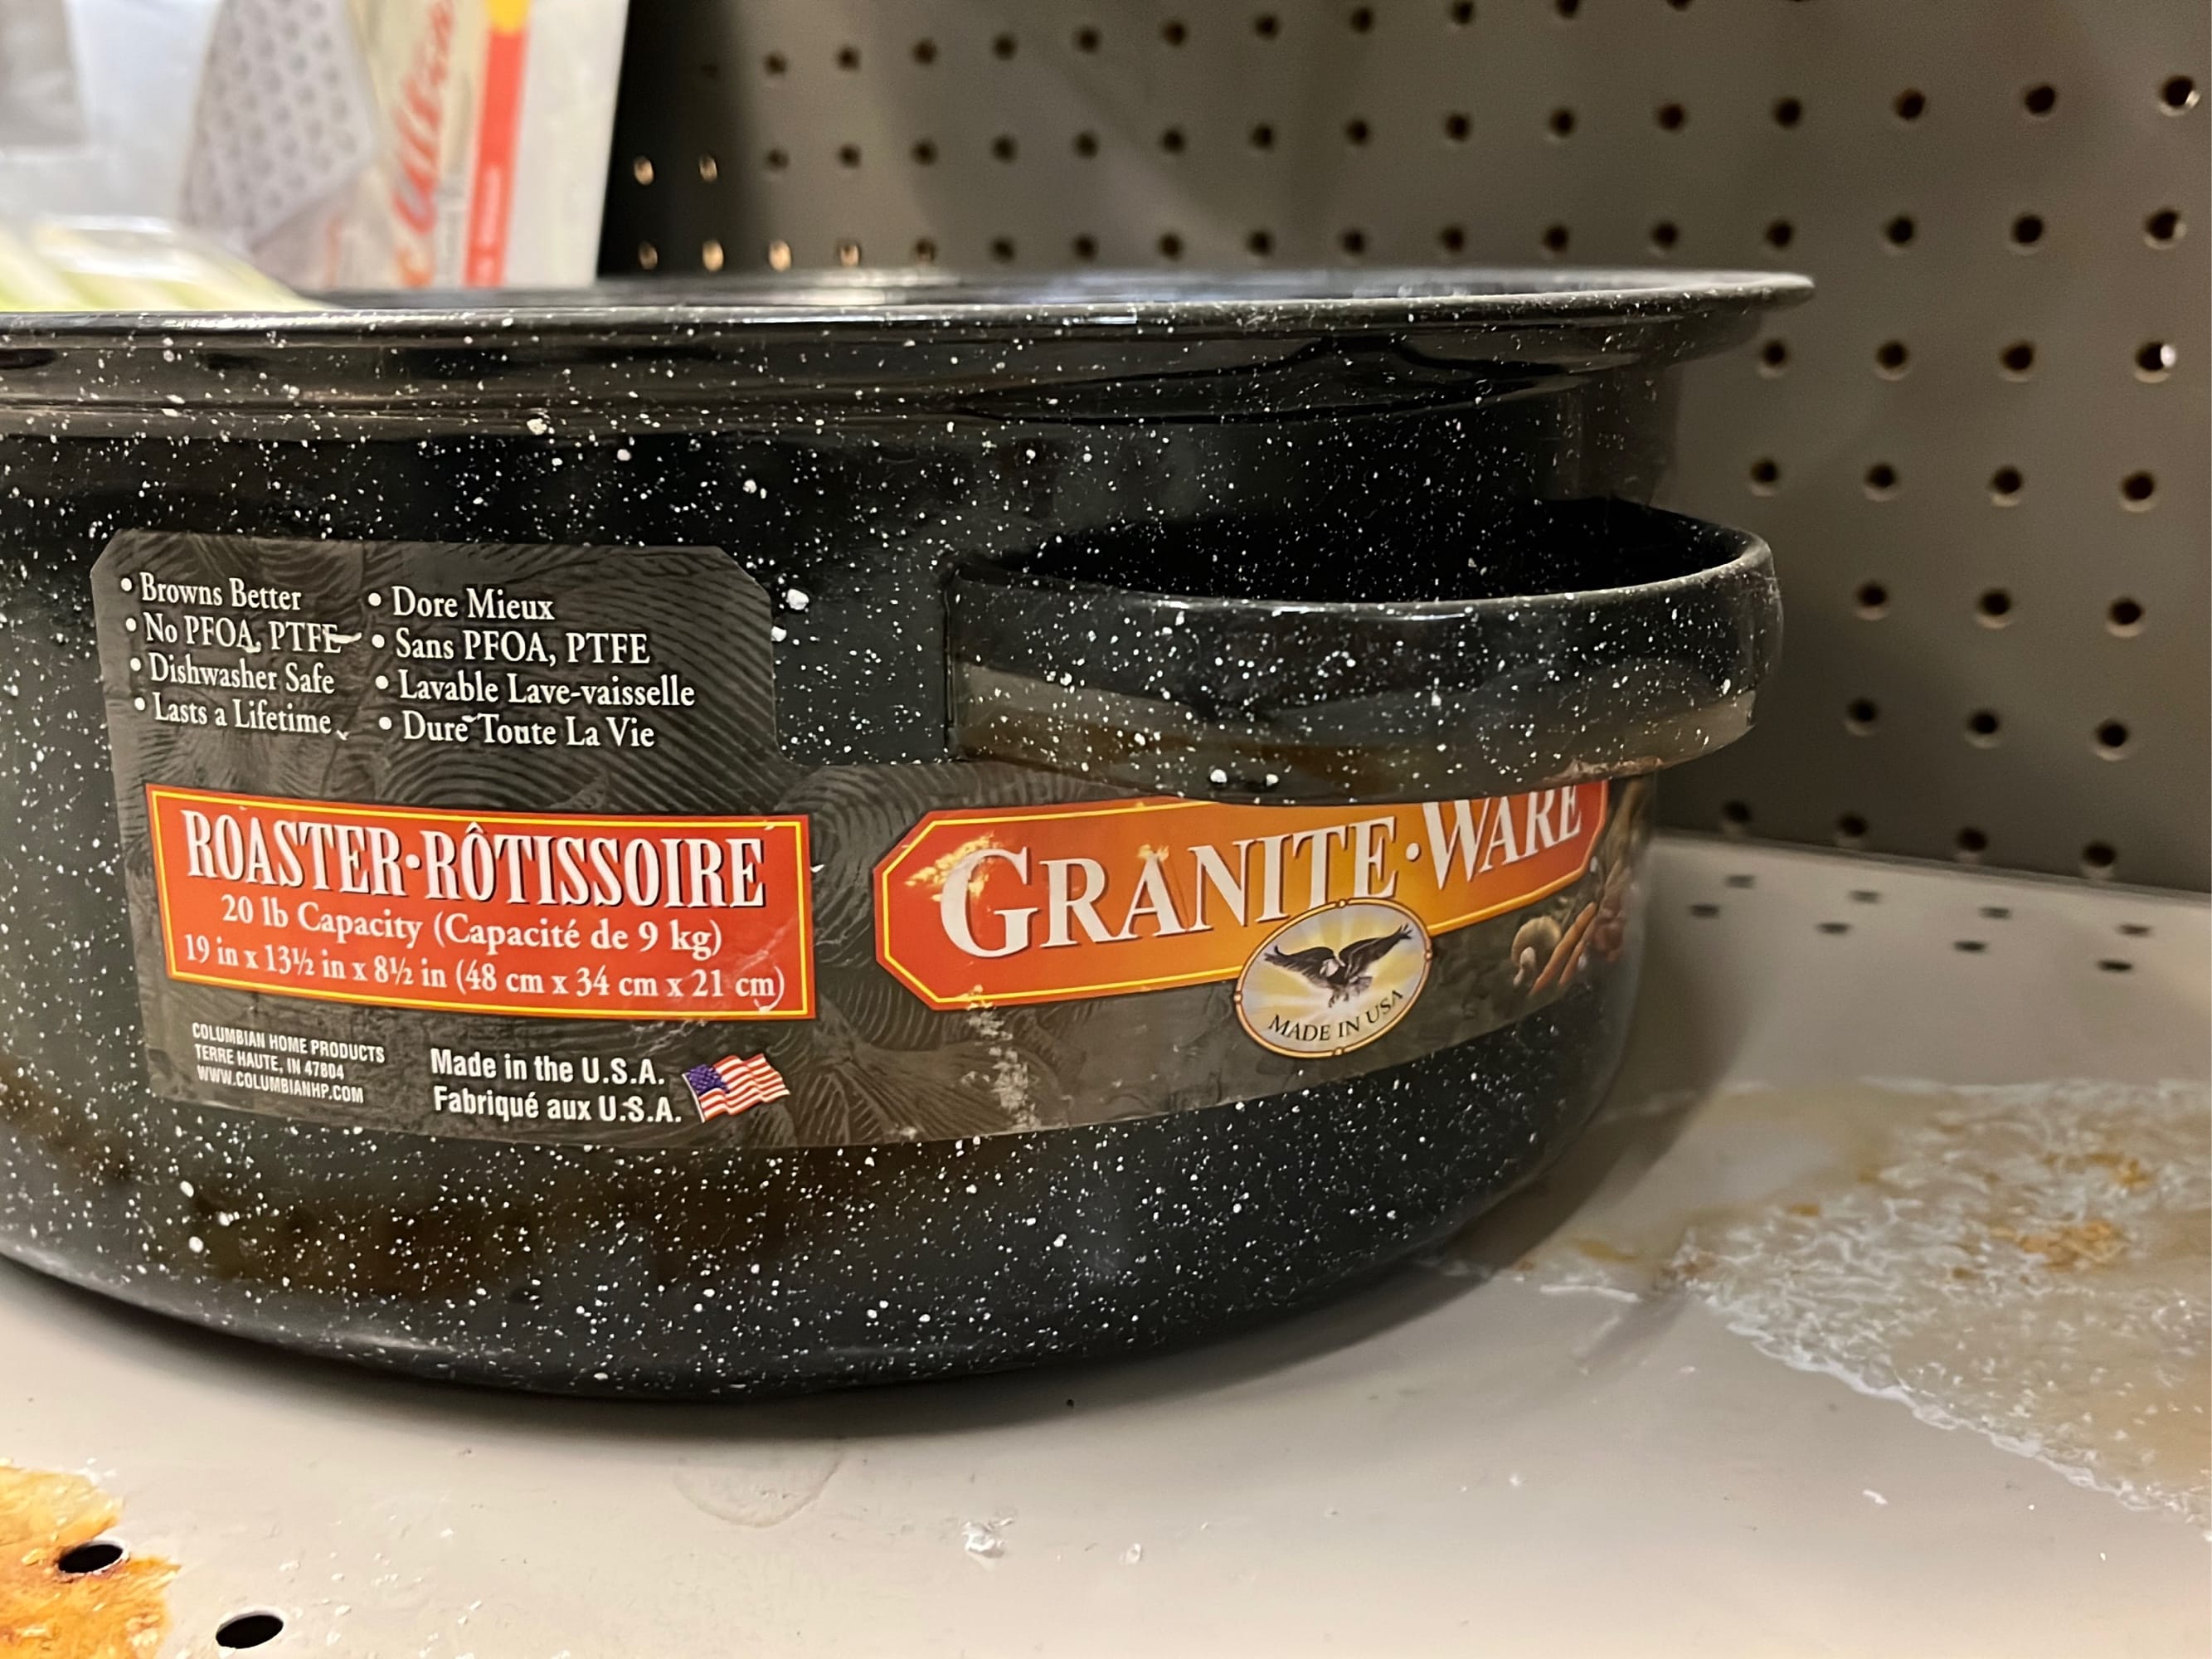 • Browns Better
• No PFOA, PTFE
• Dishwasher Safe
• Lasts a Lifetime
• Dore Mieux
• Sans PFOA, PTFE
• Lavable Lave-vaisselle
• Dure Toute La Vie
ROASTER·RÔTISSOIRE
20 lb Capacity (Capacité de 9 kg)
19 in x 13½ in x 8½ in (48 cm x 34 cm x 21 cm)
COLUMBIAN HOME PRODUCTS
TERRE HAUTE, IN 47804
WWW.COLUMBIANHP.COM
Made in the U.S.A.
Fabriqué aux U.S.A.
GRANITE·WARE
MADE IN USA